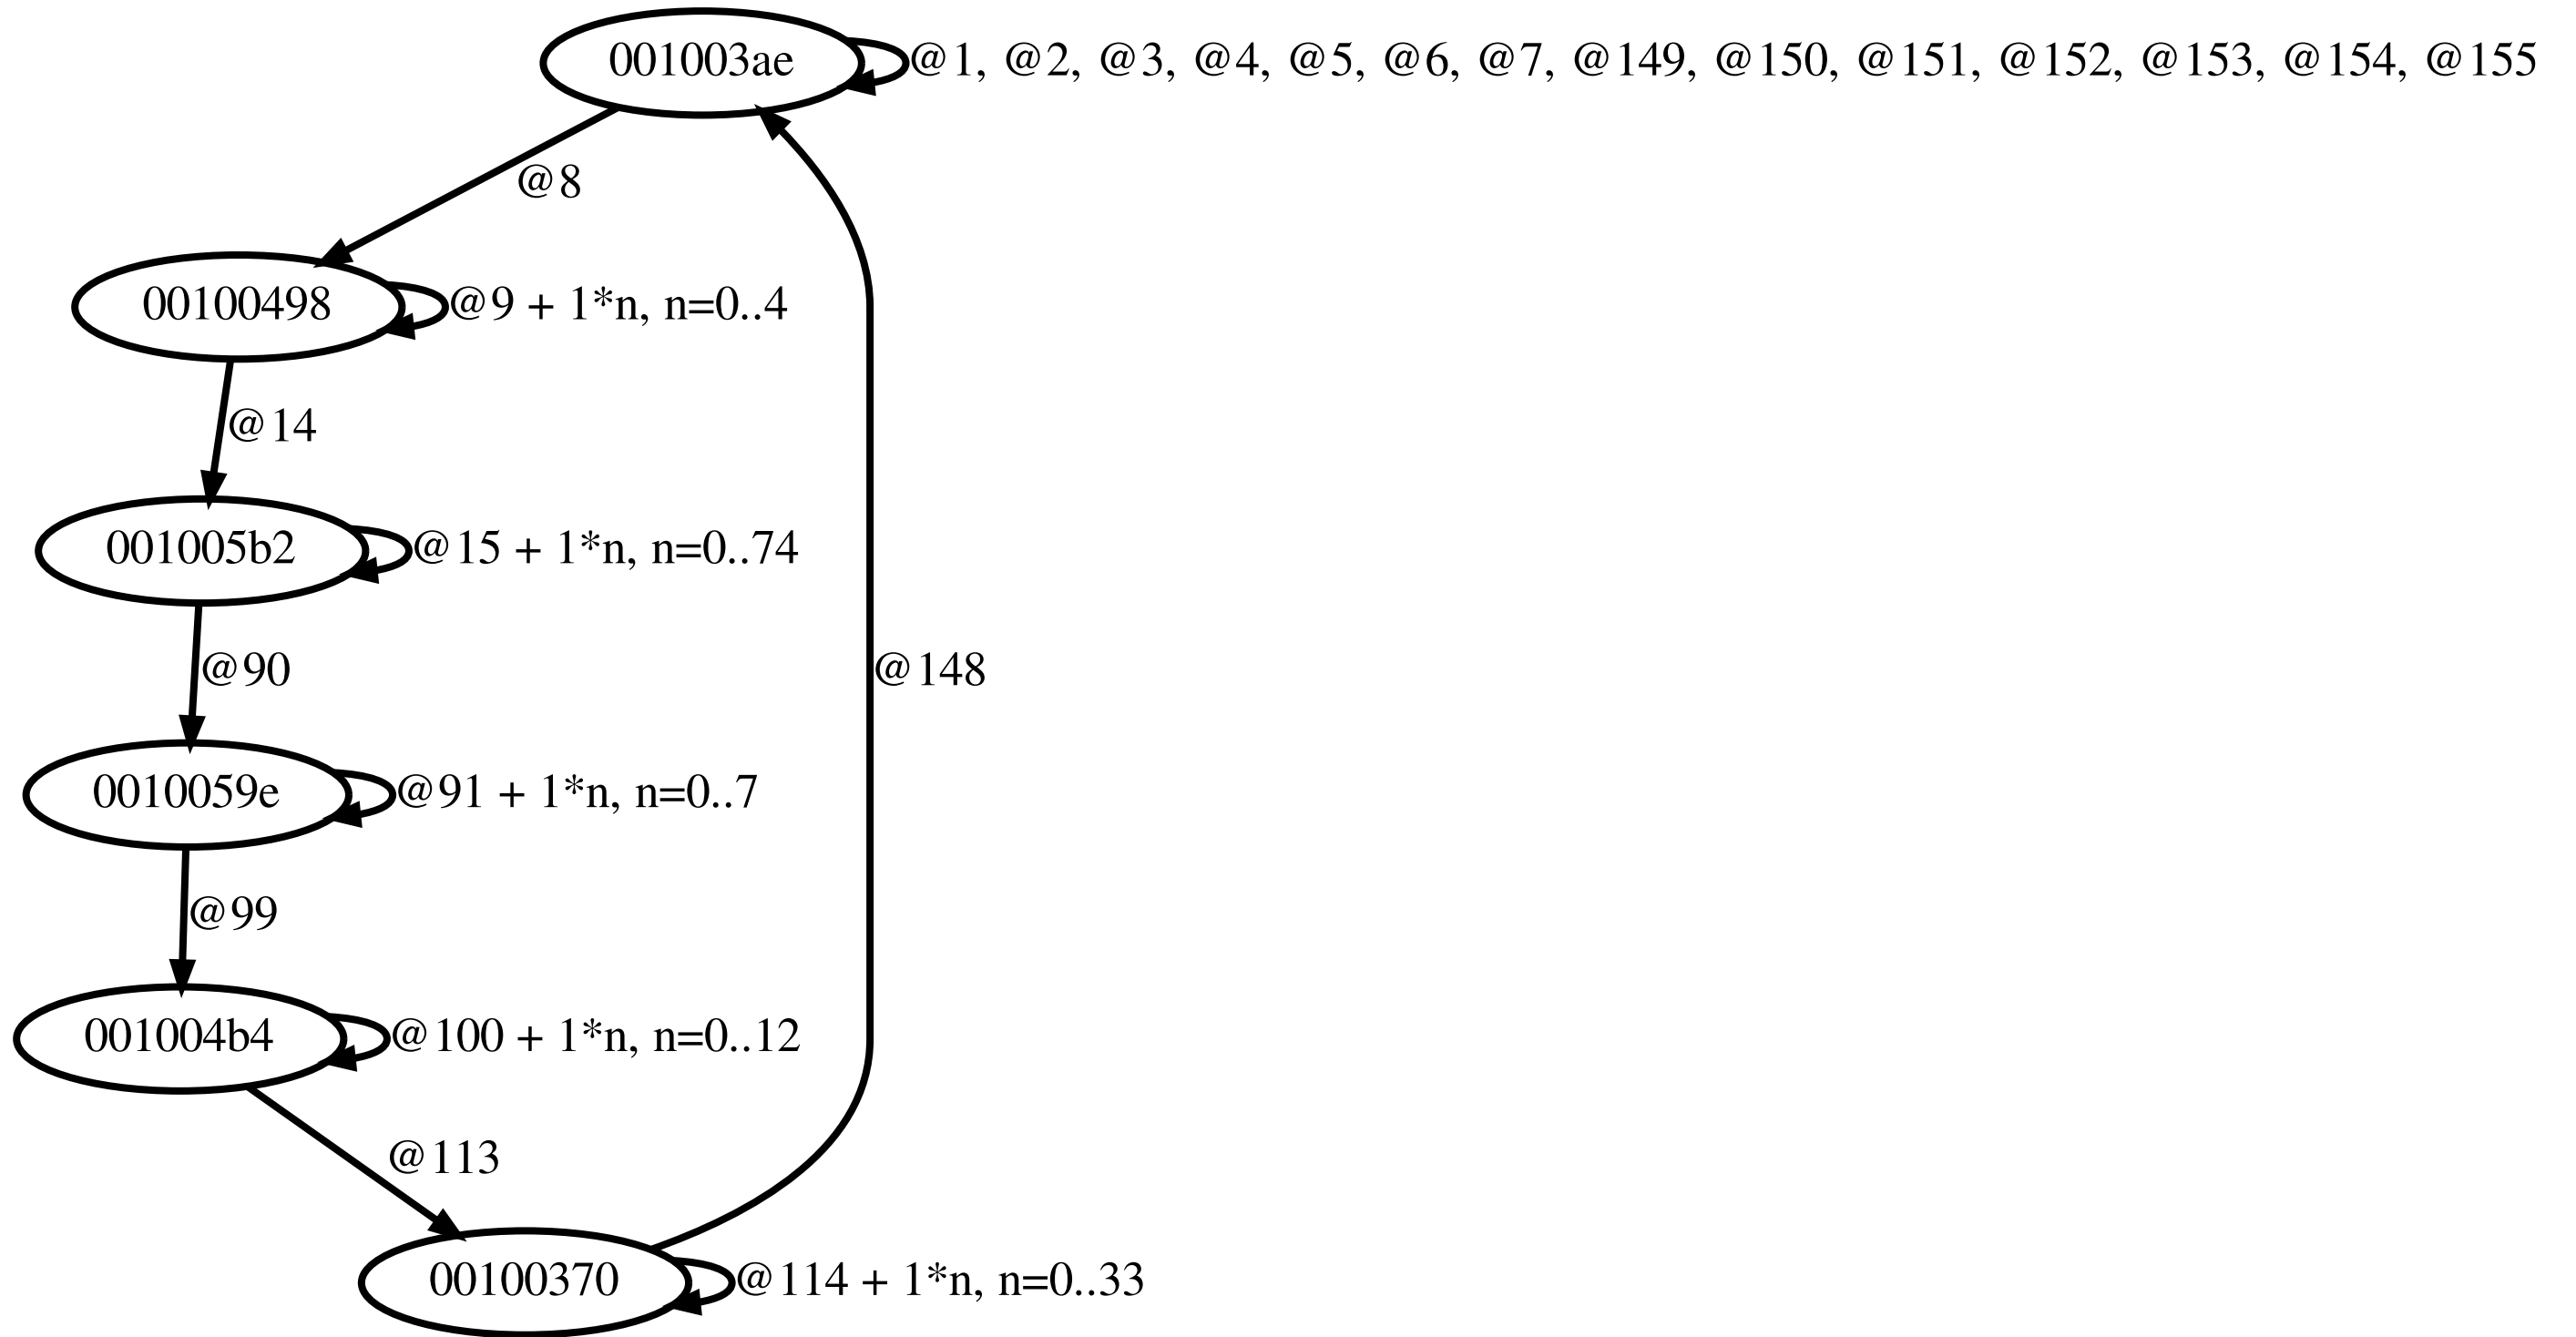 001003ae
@1, @2, @3, @4, @5, @6, @7, @149, @150, @151, @152, @153, @154, @155
@8
00100498
@9 + 1*n, n=0..4
@14
001005b2
@15 + 1*n, n=0..74
@90
@148
0010059e
@91 + 1*n, n=0..7
@99
001004b4
@100 + 1*n, n=0..12
@113
00100370
@114 + 1*n, n=0..33